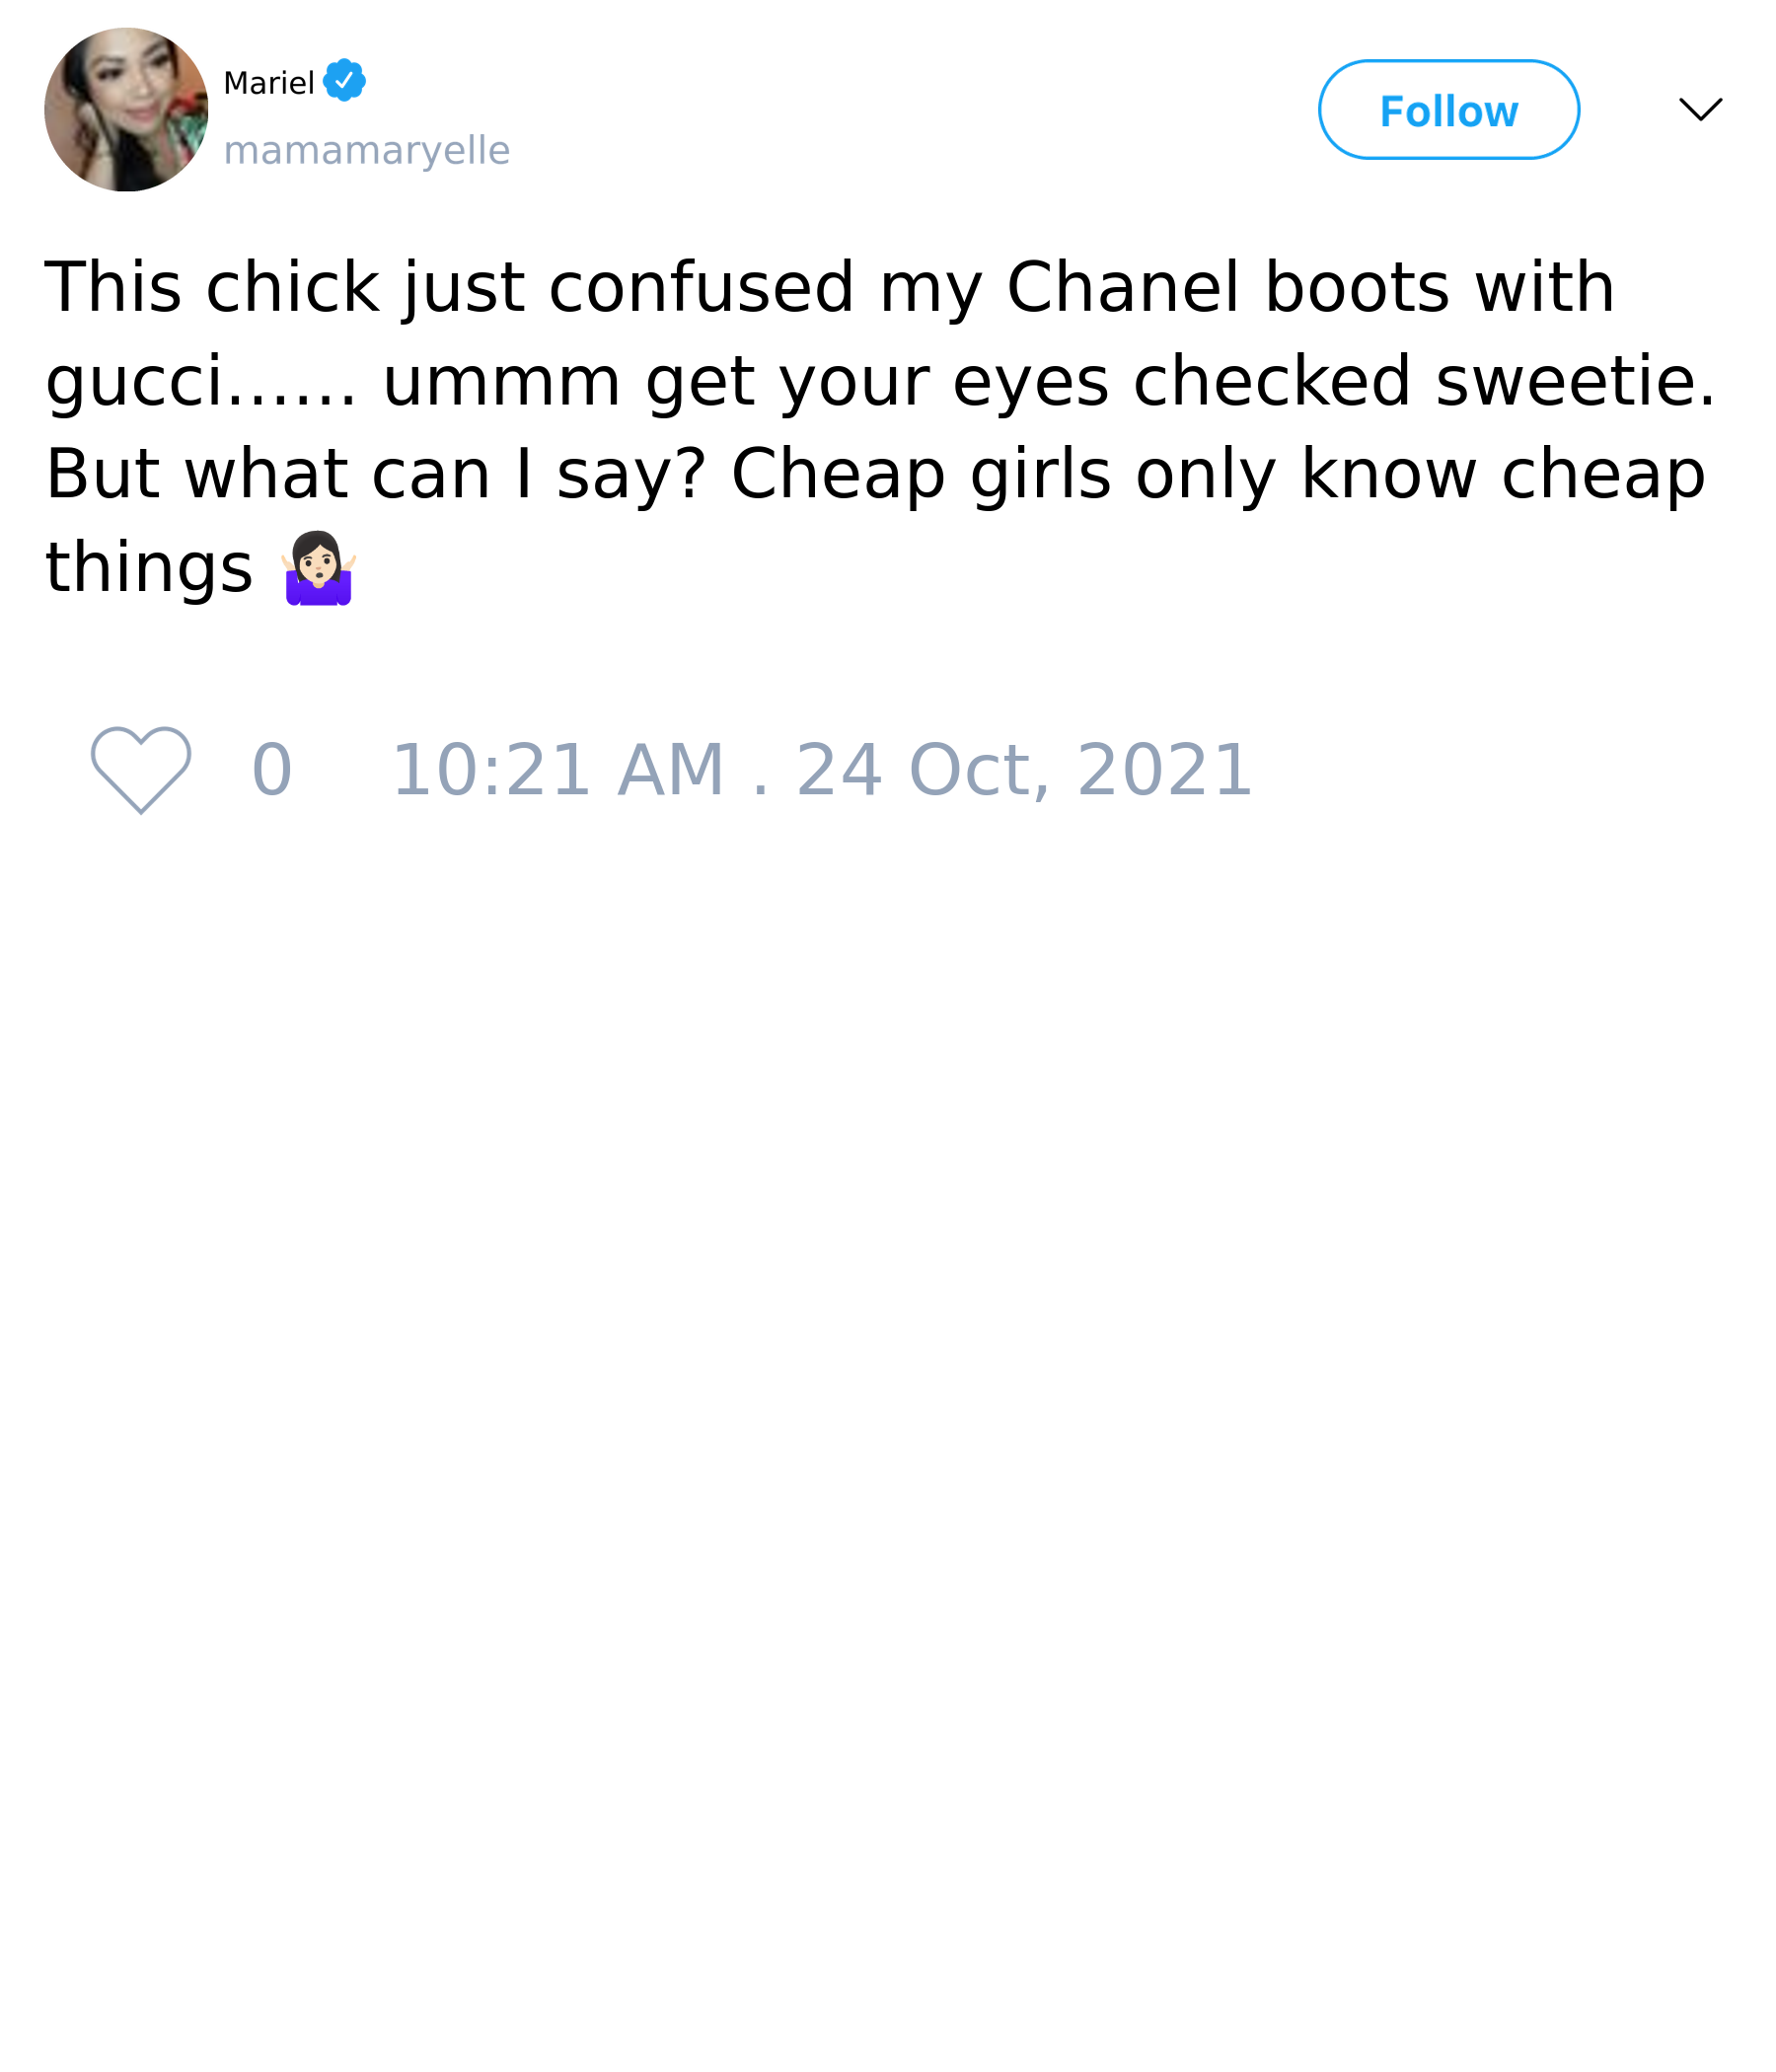 Mariel
mamamaryelle
Follow
This chick just confused my Chanel boots with
gucci...... ummm get your eyes checked sweetie.
But what can I say? Cheap girls only know cheap
things 🤷🏻‍♀️
0 10:21 AM . 24 Oct, 2021